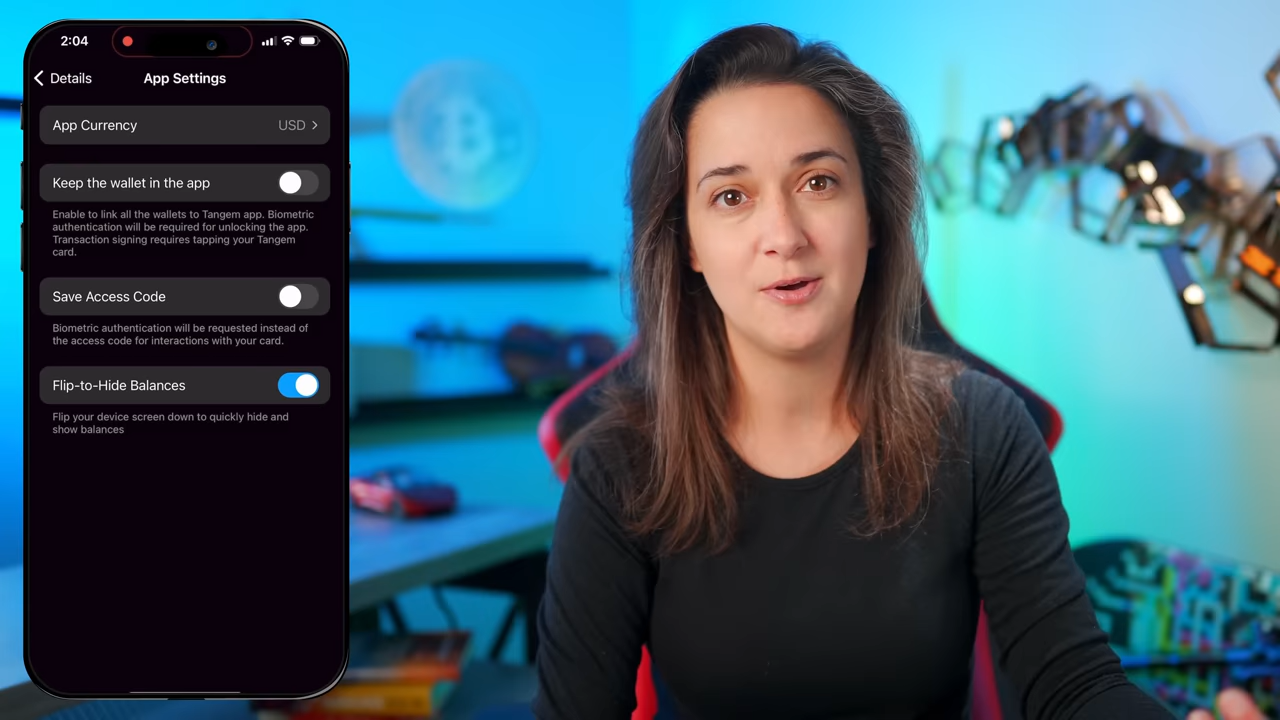 2:04
Details
App Settings
App Currency
USD
Keep the wallet in the app
Enable to link all the wallets to Tangem app. Biometric
authentication will be required for unlocking the app.
Transaction signing requires tapping your Tangem
card.
Save Access Code
Biometric authentication will be requested instead of
the access code for interactions with your card.
Flip-to-Hide Balances
Flip your device screen down to quickly hide and
show balances